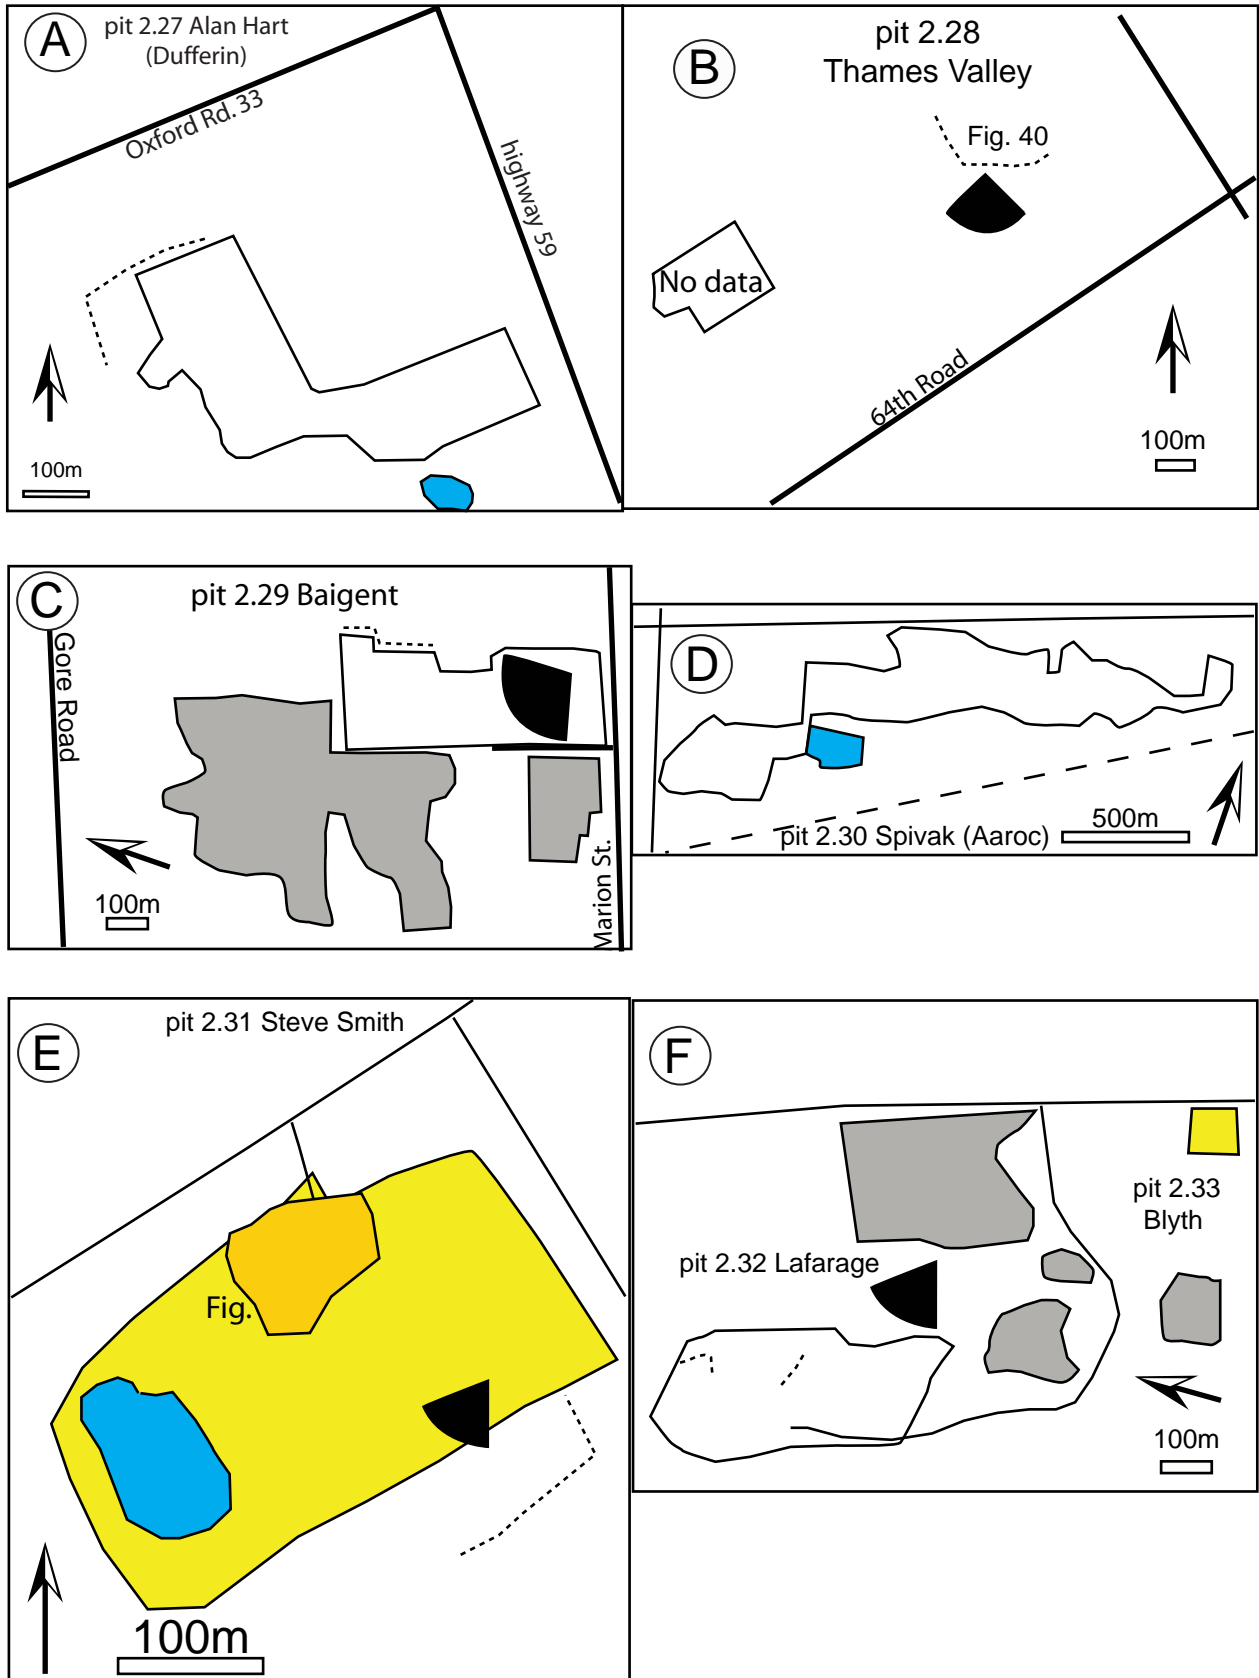 A
pit 2.27 Alan Hart
(Dufferin)
Oxford Rd. 33
highway 59
100m
B
pit 2.28
Thames Valley
Fig. 40
No data
64th Road
100m
C
pit 2.29 Baigent
Gore Road
100m
Marion St.
D
pit 2.30 Spivak (Aaroc)
500m
E
pit 2.31 Steve Smith
Fig.
100m
F
pit 2.33
Blyth
pit 2.32 Lafarage
100m